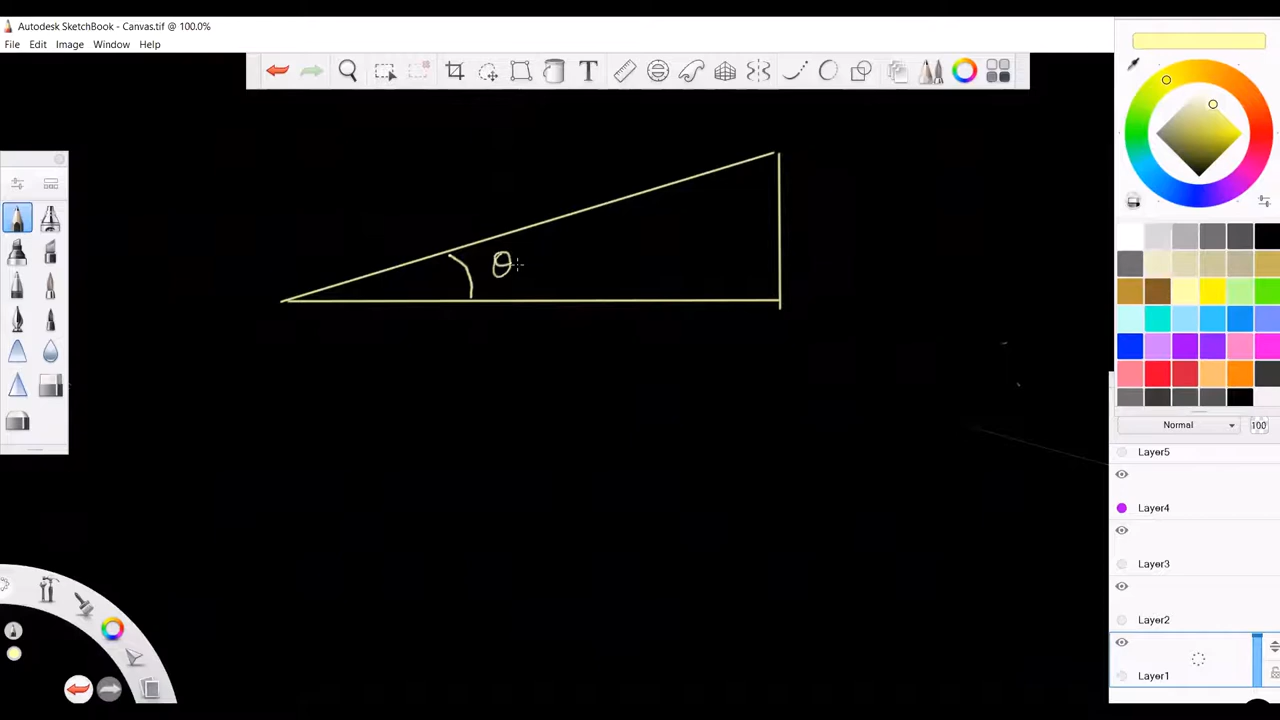 Autodesk SketchBook - Canvas.tif @ 100.0%
File Edit Image Window Help
T
θ
Normal 100
Layer5
Layer4
Layer3
Layer2
Layer1